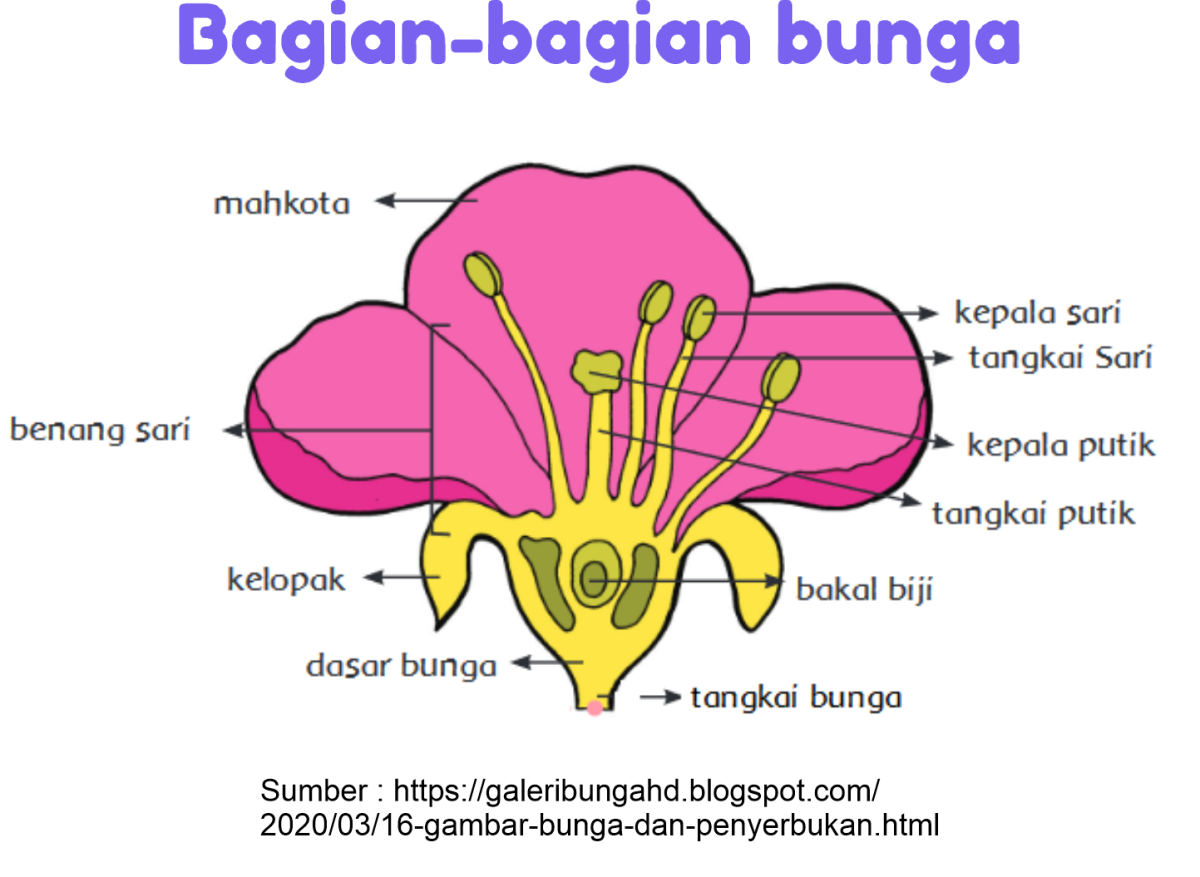 Bagian-bagian bunga
mahkota
kepala sari
tangkai Sari
benang sari
kepala putik
tangkai putik
kelopak
bakal biji
dasar bunga
tangkai bunga
Sumber : https://galeribungahd.blogspot.com/
2020/03/16-gambar-bunga-dan-penyerbukan.html